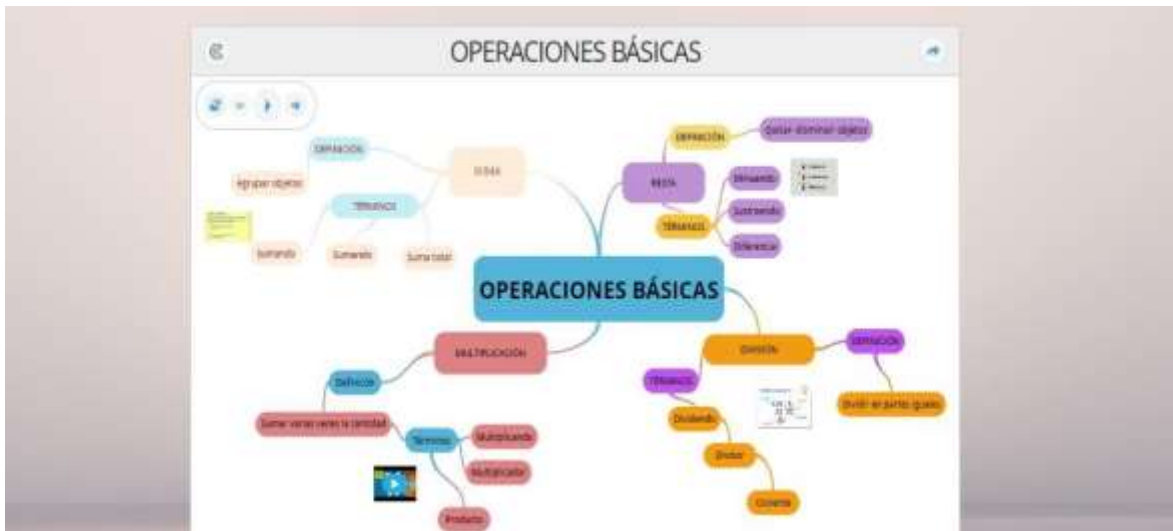 OPERACIONES BÁSICAS
DEFINICIÓN
Agrupar objetos
SUMA
TÉRMINOS
Sumando
Sumando
Suma total
RESTA
DEFINICIÓN
Quitar- disminuir objetos
TÉRMINOS
Minuendo
Sustraendo
Diferencia
OPERACIONES BÁSICAS
MULTIPLICACIÓN
Definición
Sumar varias veces la cantidad
Términos
Multiplicando
Multiplicador
Producto
DIVISIÓN
DEFINICIÓN
Dividir en partes iguales
TÉRMINOS
Dividendo
Divisor
Cociente